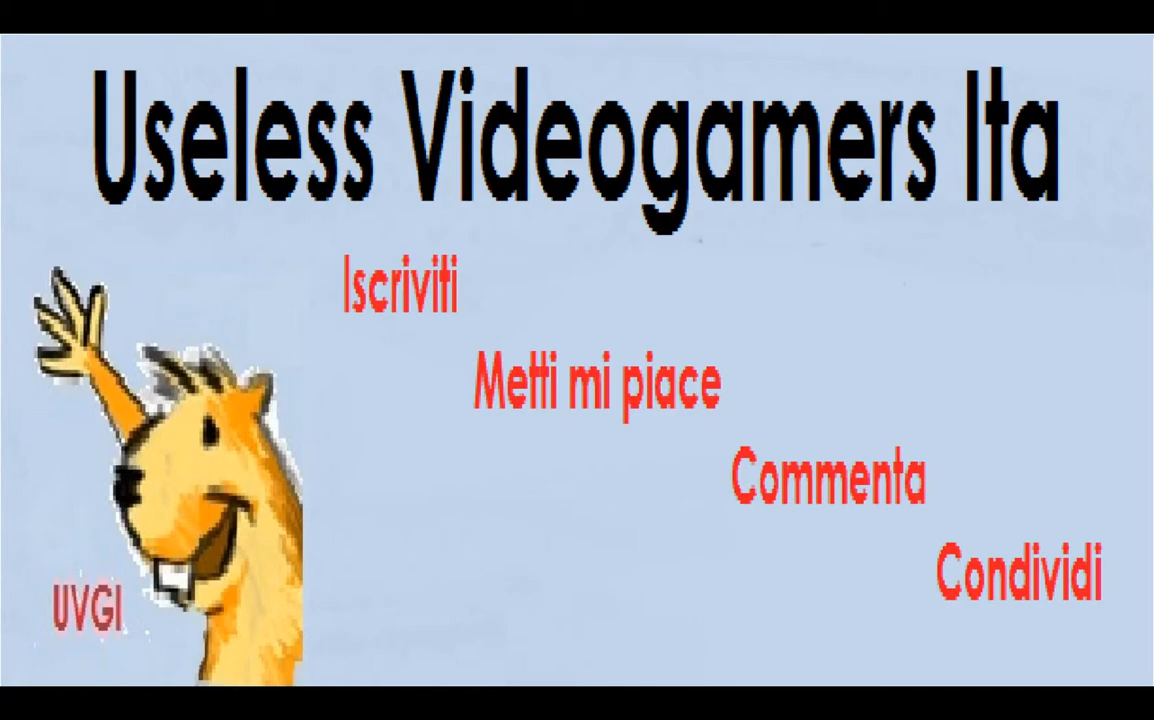 Useless Videogamers Ita
Iscriviti
Metti mi piace
Commenta
Condividi
UVGI